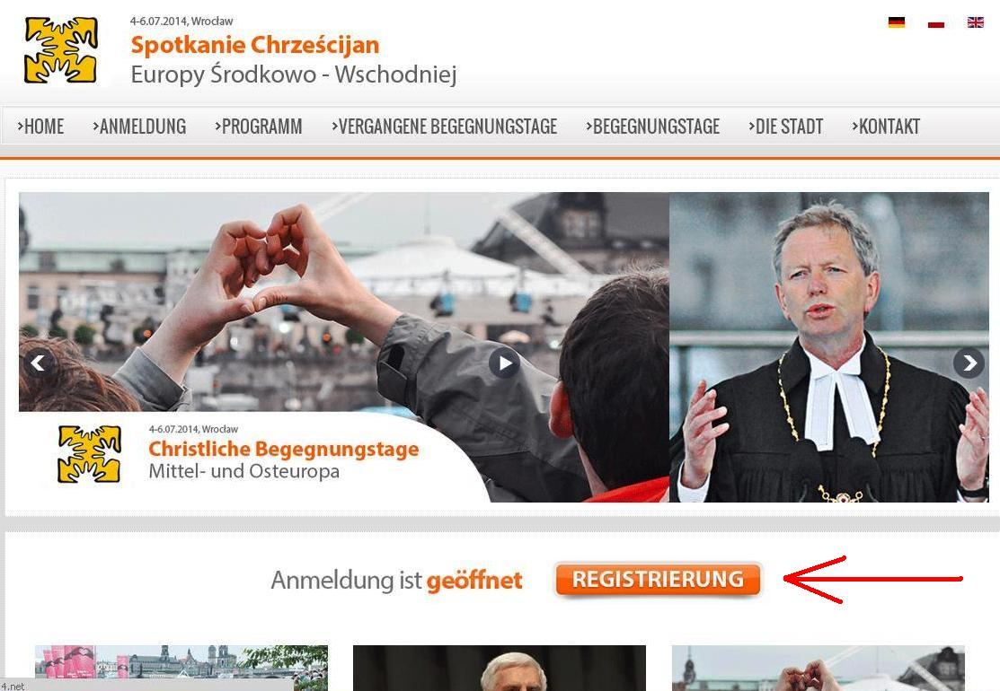 4-6.07.2014, Wrocław
Spotkanie Chrześcijan
Europy Środkowo - Wschodniej
HOME
ANMELDUNG
PROGRAMM
VERGANGENE BEGEGNUNGSTAGE
BEGEGNUNGSTAGE
DIE STADT
KONTAKT
4-6.07.2014, Wrocław
Christliche Begegnungstage
Mittel- und Osteuropa
Anmeldung ist geöffnet
REGISTRIERUNG
4.net